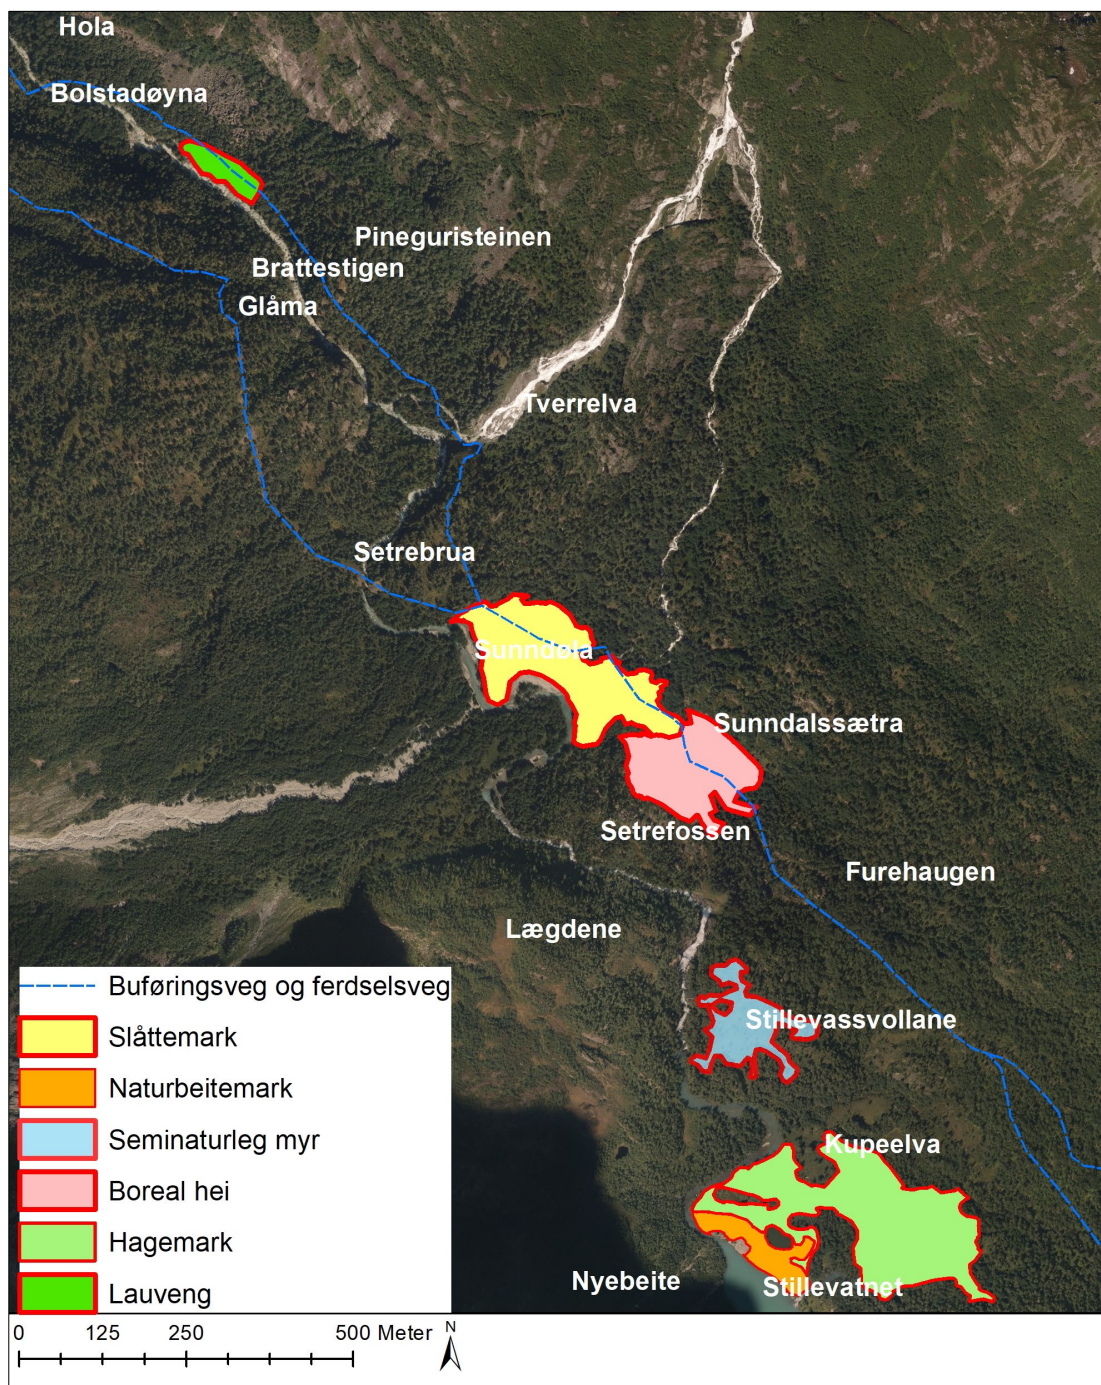 Hola
Bolstadøyna
Pineguristeinen
Brattestigen
Glåma
Tverrelva
Setrebrua
Sunndøla
Sunndalssætra
Setrefossen
Furehaugen
Lægdene
Stillevassvollane
Kupeelva
Nyebeite
Stillevatnet
Buføringsveg og ferdselsveg
Slåttemark
Naturbeitemark
Seminaturleg myr
Boreal hei
Hagemark
Lauveng
0 125 250 500 Meter
N